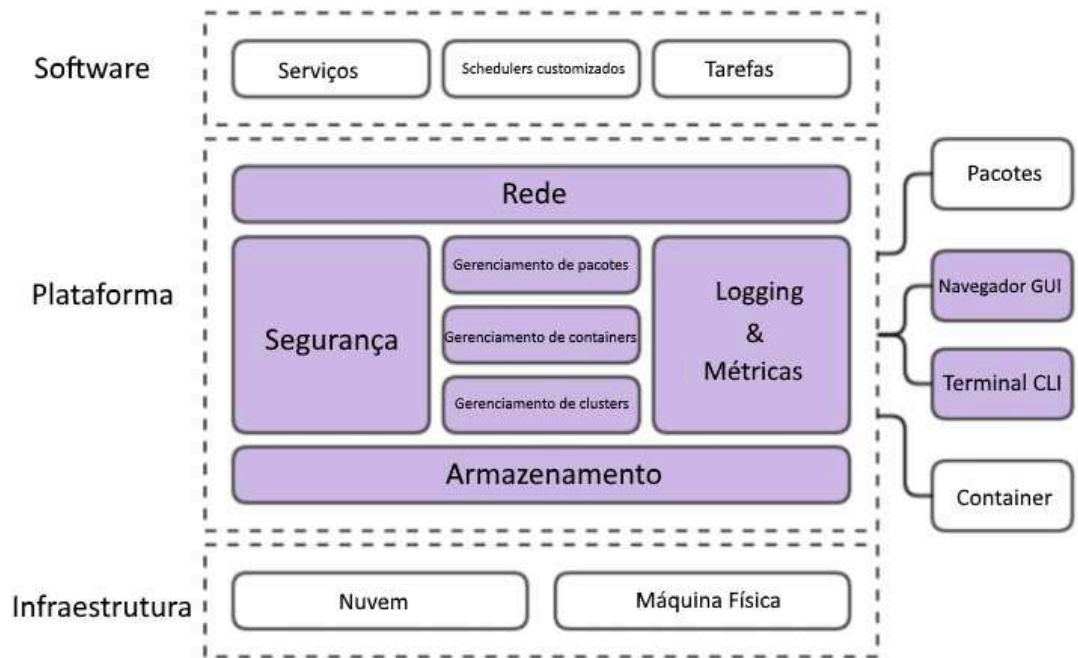 Software
Serviços
Schedulers customizados
Tarefas
Plataforma
Rede
Segurança
Gerenciamento de pacotes
Gerenciamento de containers
Gerenciamento de clusters
Logging
&
Métricas
Armazenamento
Pacotes
Navegador GUI
Terminal CLI
Container
Infraestrutura
Nuvem
Máquina Física